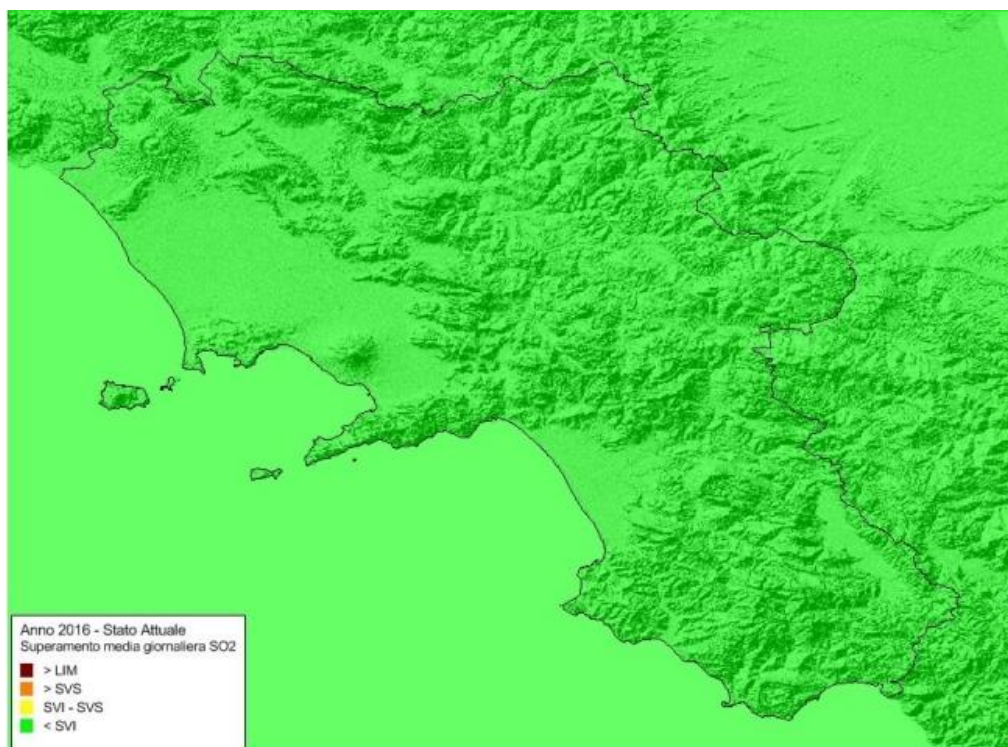 Anno 2016 - Stato Attuale
Superamento media giornaliera SO2
> LIM
> SVS
SVI - SVS
< SVI